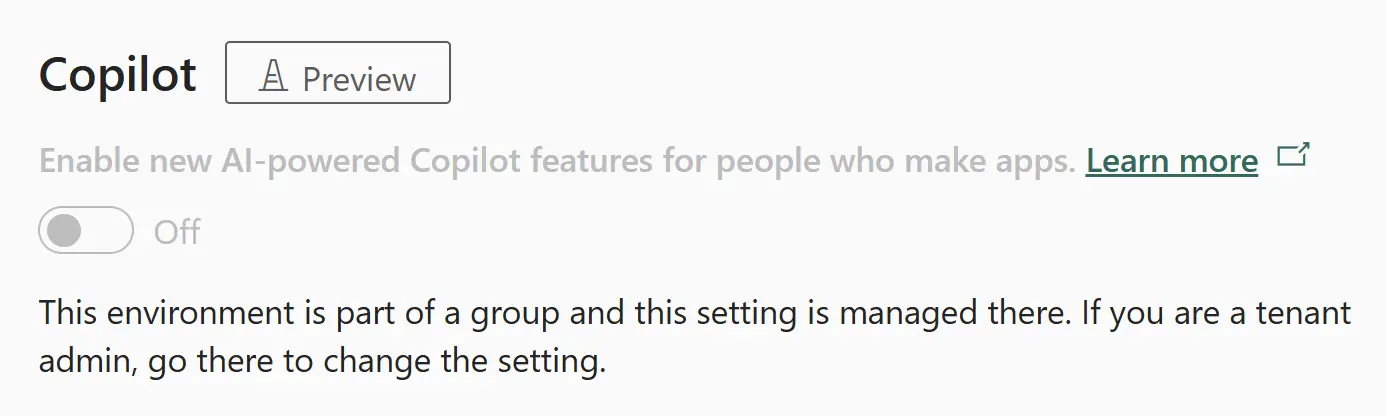 Copilot Preview
Enable new AI-powered Copilot features for people who make apps. Learn more
Off
This environment is part of a group and this setting is managed there. If you are a tenant
admin, go there to change the setting.